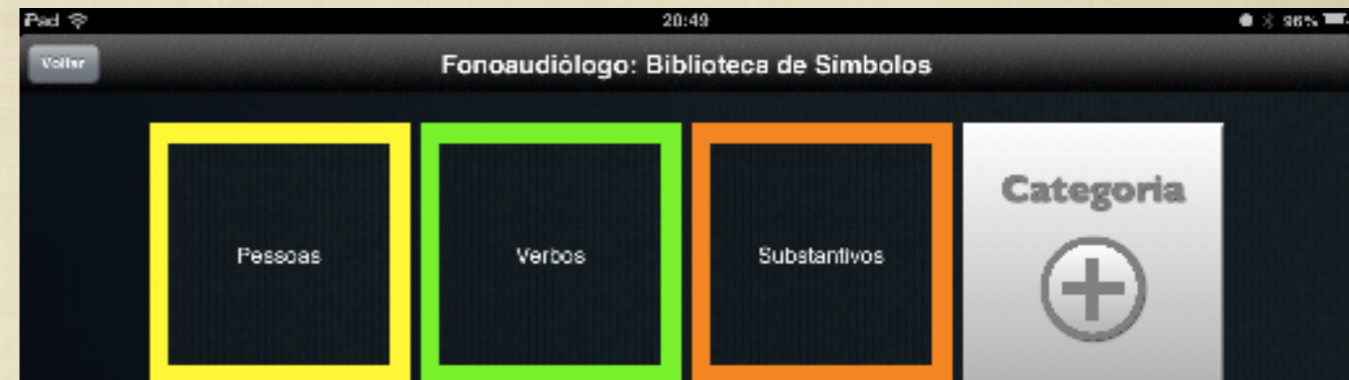 iPad 20:49 96%
Voltar Fonoaudiólogo: Biblioteca de Símbolos
Categoria
Pessoas Verbos Substantivos